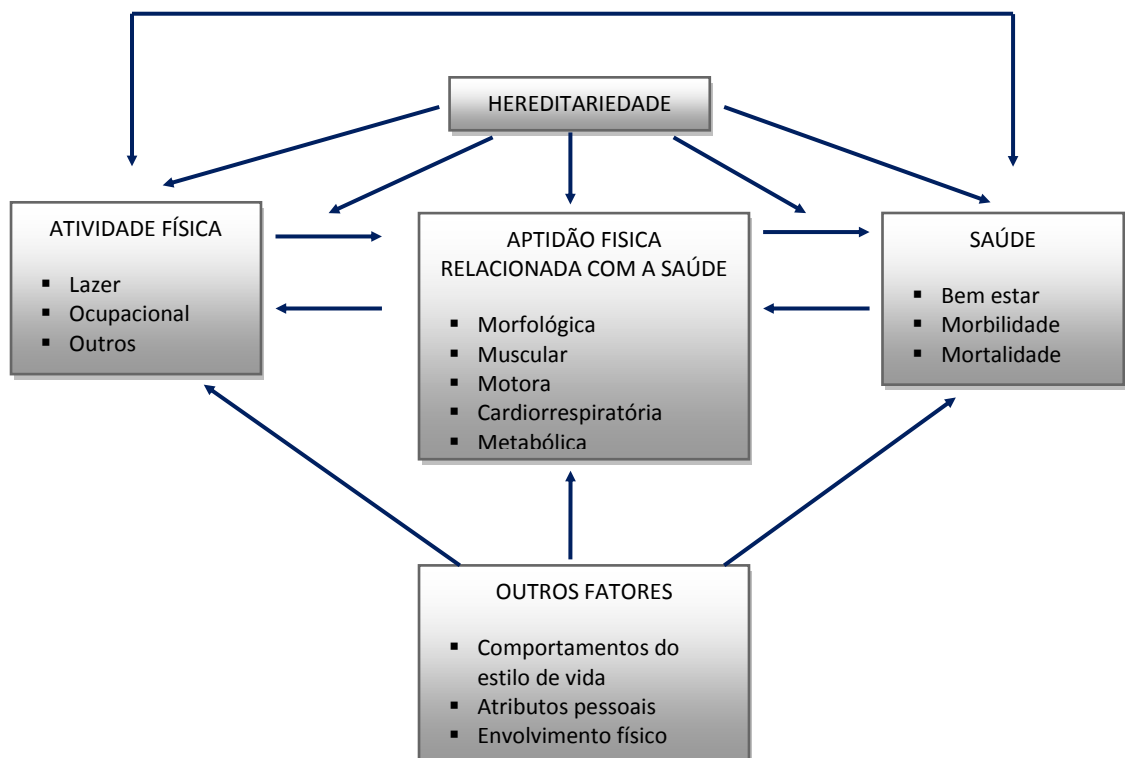 HEREDITARIEDADE
ATIVIDADE FÍSICA
▪ Lazer
▪ Ocupacional
▪ Outros
APTIDÃO FISICA
RELACIONADA COM A SAÚDE
▪ Morfológica
▪ Muscular
▪ Motora
▪ Cardiorrespiratória
▪ Metabólica
SAÚDE
▪ Bem estar
▪ Morbilidade
▪ Mortalidade
OUTROS FATORES
▪ Comportamentos do
estilo de vida
▪ Atributos pessoais
▪ Envolvimento físico